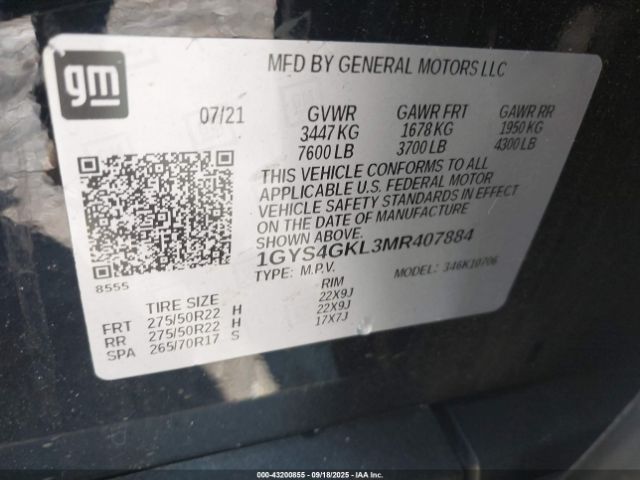 gm
MFD BY GENERAL MOTORS LLC
07/21 GVWR GAWR FRT GAWR RR
3447 KG 1678 KG 1950 KG
7600 LB 3700 LB 4300 LB
THIS VEHICLE CONFORMS TO ALL
APPLICABLE U.S. FEDERAL MOTOR
VEHICLE SAFETY STANDARDS IN EFFECT
ON THE DATE OF MANUFACTURE
SHOWN ABOVE.
1GYS4GKL3MR407884
TYPE: M.P.V. MODEL: 346K10706
8555
TIRE SIZE RIM
FRT 275/50R22 H 22X9J
RR 275/50R22 H 22X9J
SPA 265/70R17 S 17X7J
000-43200855 - 09/18/2025 - IAAI.com